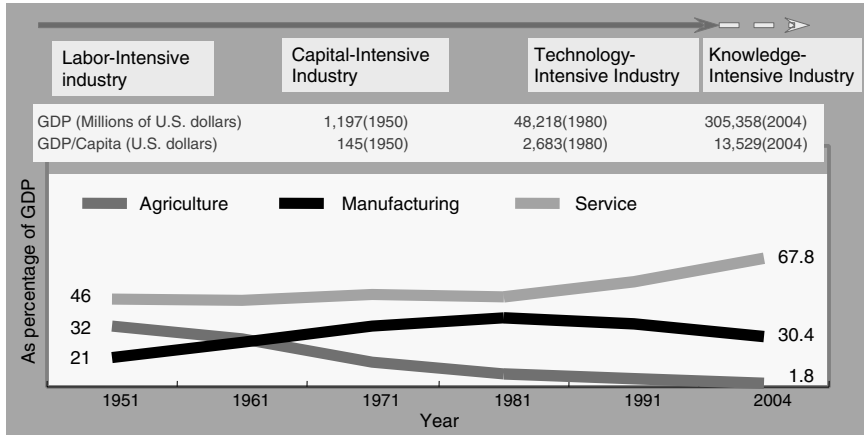 Labor-Intensive
industry
Capital-Intensive
Industry
Technology-
Intensive Industry
Knowledge-
Intensive Industry
GDP (Millions of U.S. dollars) 1,197(1950) 48,218(1980) 305,358(2004)
GDP/Capita (U.S. dollars) 145(1950) 2,683(1980) 13,529(2004)
As percentage of GDP
Agriculture Manufacturing Service
67.8
46
32
30.4
21
1.8
1951 1961 1971 1981 1991 2004
Year